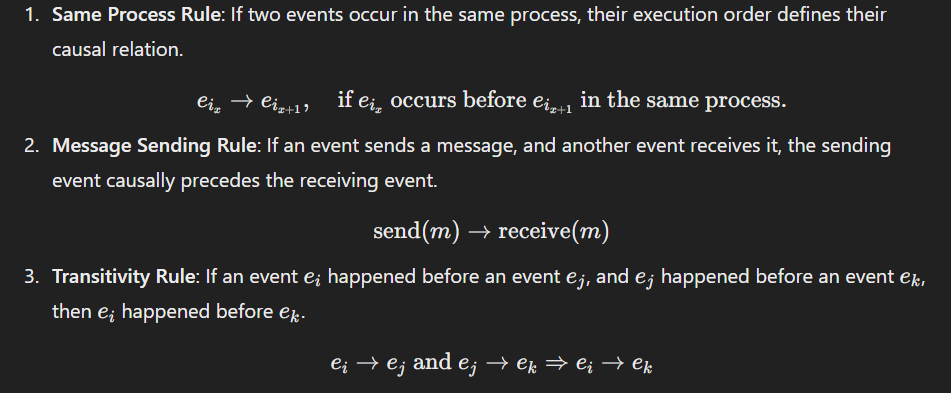 1. Same Process Rule: If two events occur in the same process, their execution order defines their
causal relation.
e_{i_x} → e_{i_{x+1}}, if e_{i_x} occurs before e_{i_{x+1}} in the same process.
2. Message Sending Rule: If an event sends a message, and another event receives it, the sending
event causally precedes the receiving event.
send(m) → receive(m)
3. Transitivity Rule: If an event e_i happened before an event e_j, and e_j happened before an event e_k,
then e_i happened before e_k.
e_i → e_j and e_j → e_k ⇒ e_i → e_k